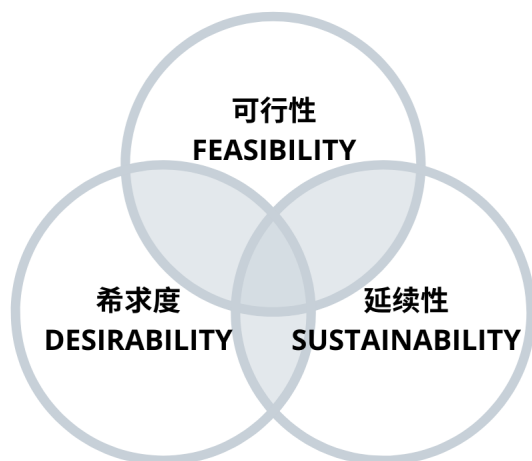 可行性
FEASIBILITY
希求度
DESIRABILITY
延续性
SUSTAINABILITY